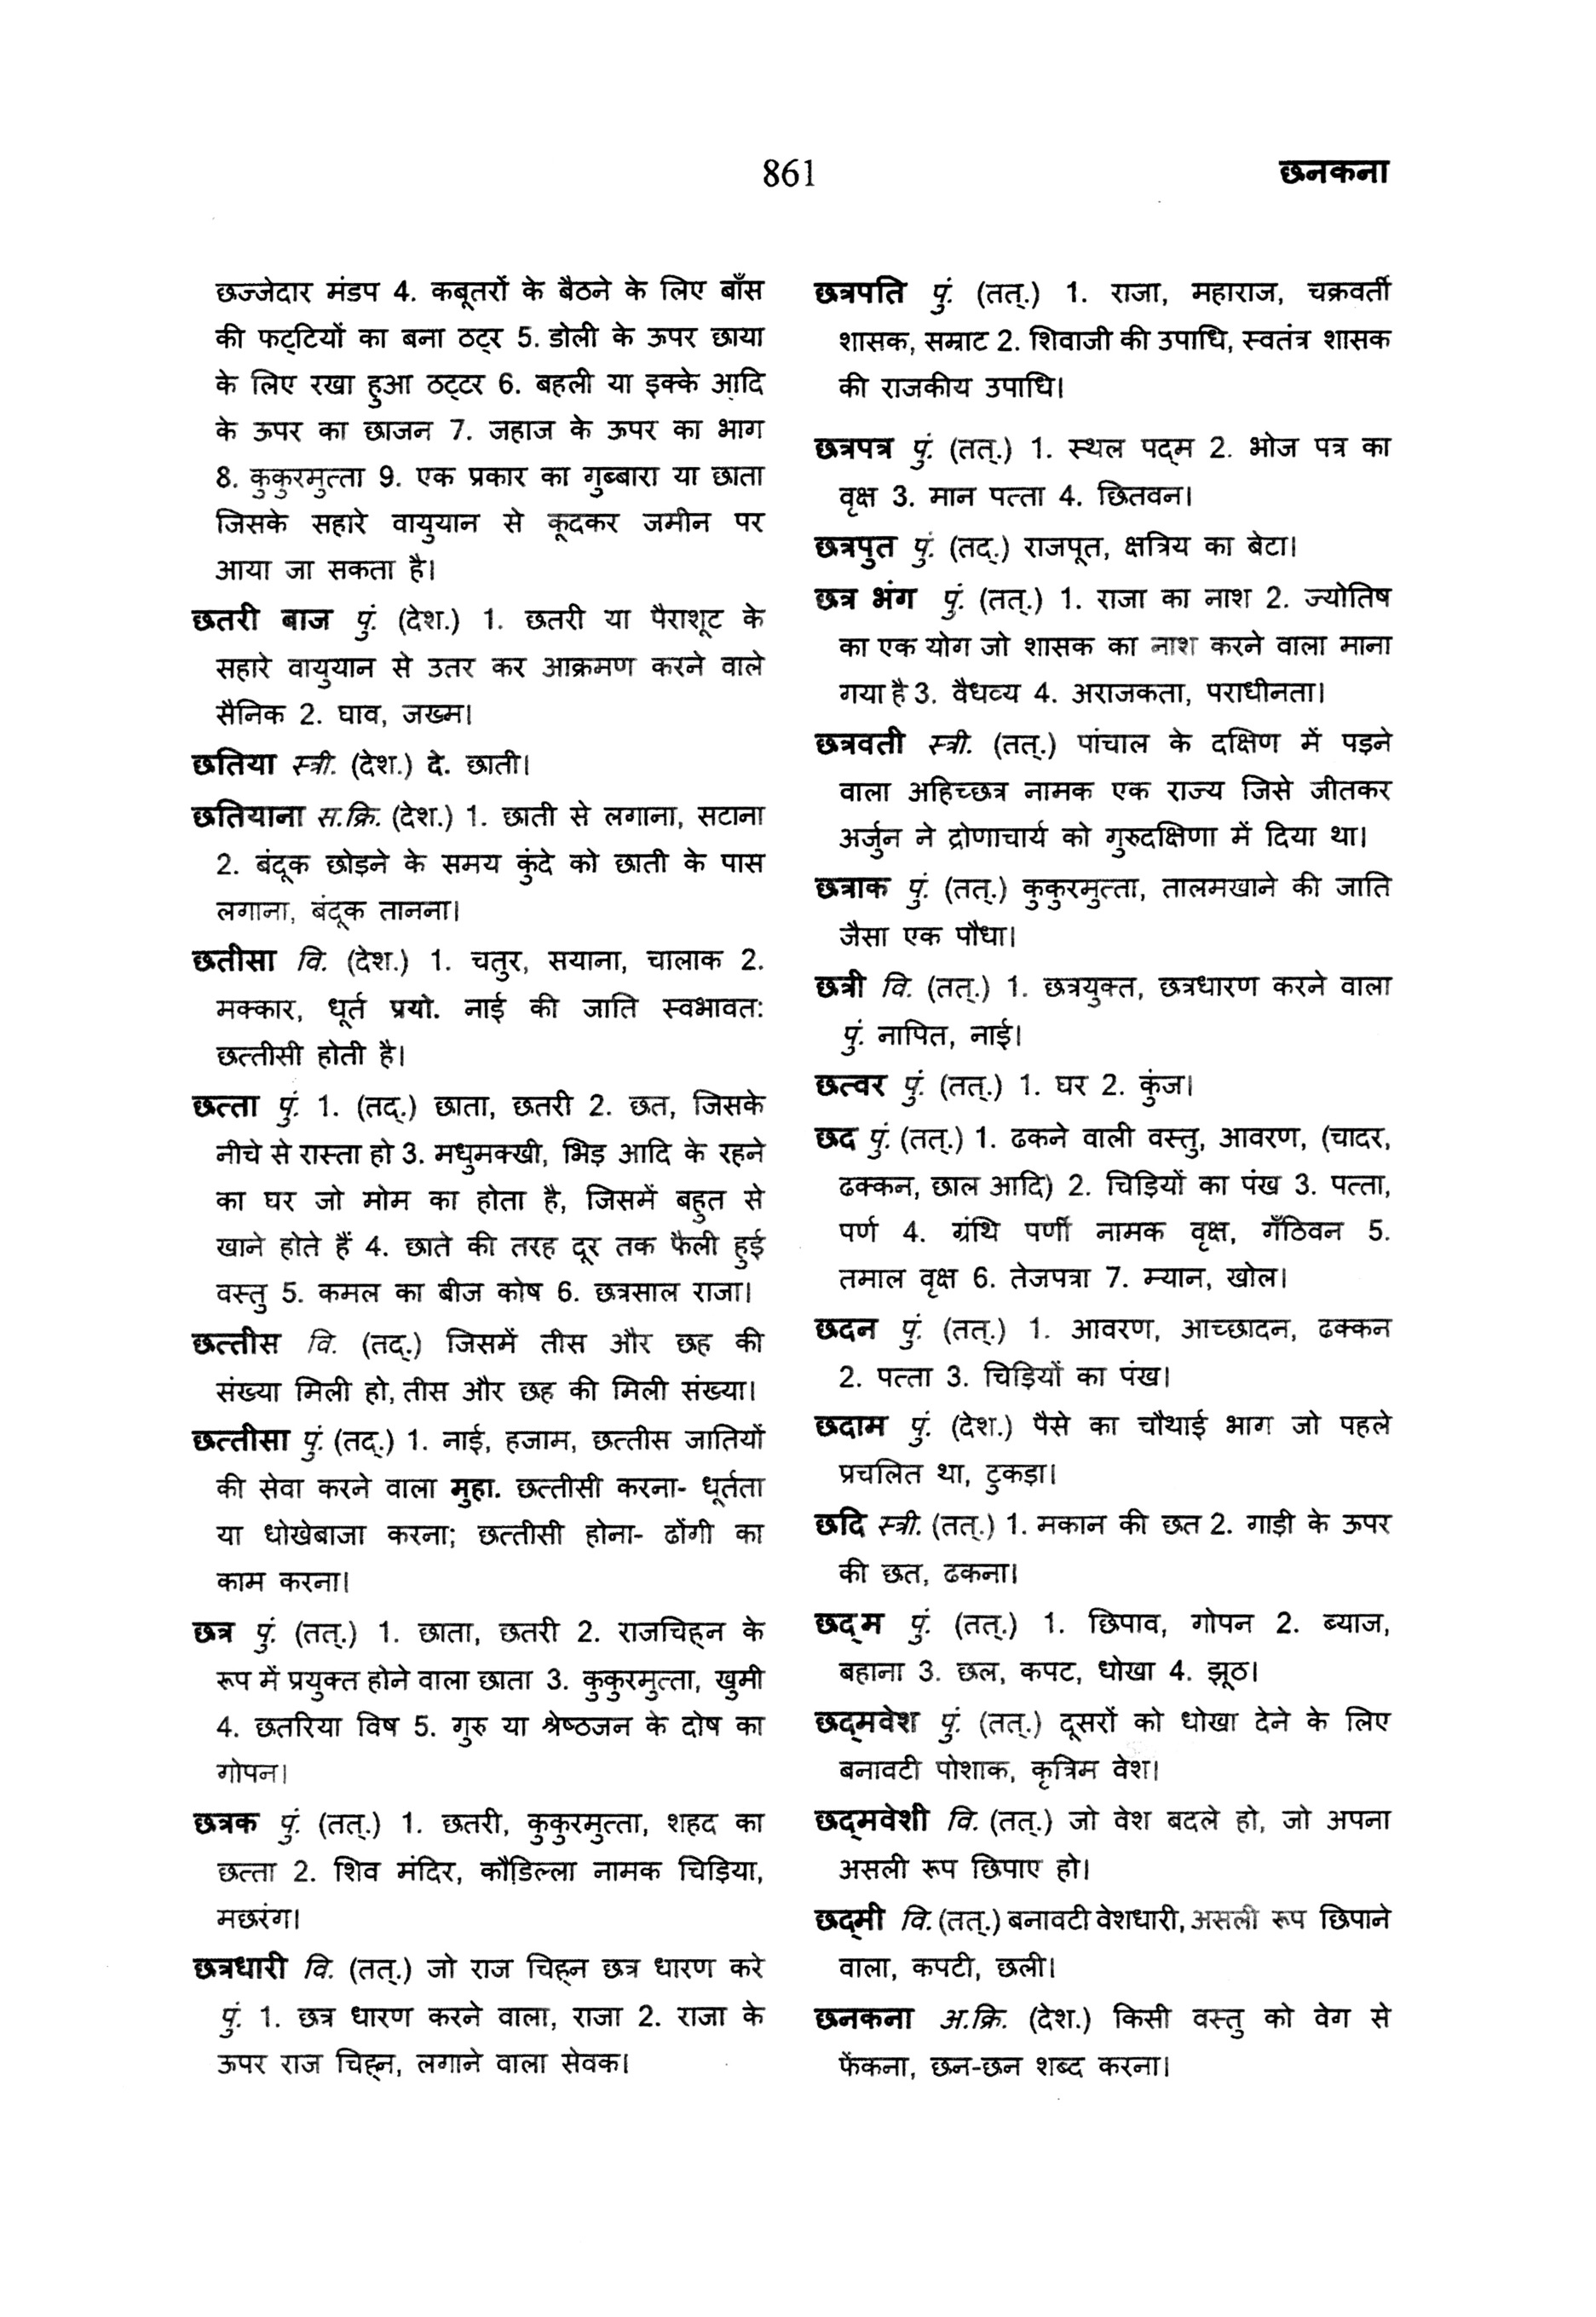 861
छनकना
छज्जेदार मंडप 4. कबूतरों के बैठने के लिए बाँस
की फट्टियों का बना ठट्र 5. डोली के ऊपर छाया
के लिए रखा हुआ ठट्टर 6. बहली या इक्के आदि
के ऊपर का छाजन 7. जहाज के ऊपर का भाग
8. कुकुरमुत्ता 9. एक प्रकार का गुब्बारा या छाता
जिसके सहारे वायुयान से कूदकर जमीन पर
आया जा सकता है।
छतरी बाज पुं. (देश.) 1. छतरी या पैराशूट के
सहारे वायुयान से उतर कर आक्रमण करने वाले
सैनिक 2. घाव, जख्म।
छतिया स्त्री. (देश.) दे. छाती।
छतियाना स.क्रि. (देश.) 1. छाती से लगाना, सटाना
2. बंदूक छोड़ने के समय कुंदे को छाती के पास
लगाना, बंदूक तानना।
छतीसा वि. (देश.) 1. चतुर, सयाना, चालाक 2.
मक्कार, धूर्त प्रयो. नाई की जाति स्वभावत:
छत्तीसी होती है।
छत्ता पुं. 1. (तद्.) छाता, छतरी 2. छत, जिसके
नीचे से रास्ता हो 3. मधुमक्खी, भिड़ आदि के रहने
का घर जो मोम का होता है, जिसमें बहुत से
खाने होते हैं 4. छाते की तरह दूर तक फैली हुई
वस्तु 5. कमल का बीज कोष 6. छत्रसाल राजा।
छत्तीस वि. (तद्.) जिसमें तीस और छह की
संख्या मिली हो, तीस और छह की मिली संख्या।
छत्तीसा पुं. (तद्.) 1. नाई, हजाम, छत्तीस जातियों
की सेवा करने वाला मुहा. छत्तीसी करना- धूर्तता
या धोखेबाजा करना; छत्तीसी होना- ढोंगी का
काम करना।
छत्र पुं. (तत्.) 1. छाता, छतरी 2. राजचिह्न के
रूप में प्रयुक्त होने वाला छाता 3. कुकुरमुत्ता, खुमी
4. छतरिया विष 5. गुरु या श्रेष्ठजन के दोष का
गोपन।
छत्रक पुं. (तत्.) 1. छतरी, कुकुरमुत्ता, शहद का
छत्ता 2. शिव मंदिर, कौडि़ल्ला नामक चिड़िया,
मछरंग।
छत्रधारी वि. (तत्.) जो राज चिह्न छत्र धारण करे
पुं. 1. छत्र धारण करने वाला, राजा 2. राजा के
ऊपर राज चिह्न, लगाने वाला सेवक।
छत्रपति पुं. (तत्.) 1. राजा, महाराज, चक्रवर्ती
शासक, सम्राट 2. शिवाजी की उपाधि, स्वतंत्र शासक
की राजकीय उपाधि।
छत्रपत्र पुं. (तत्.) 1. स्थल पद्म 2. भोज पत्र का
वृक्ष 3. मान पत्ता 4. छितवन।
छत्रपुत पुं. (तद्.) राजपूत, क्षत्रिय का बेटा।
छत्र भंग पुं. (तत्.) 1. राजा का नाश 2. ज्योतिष
का एक योग जो शासक का नाश करने वाला माना
गया है 3. वैधव्य 4. अराजकता, पराधीनता।
छत्रवती स्त्री. (तत्.) पांचाल के दक्षिण में पड़ने
वाला अहिच्छत्र नामक एक राज्य जिसे जीतकर
अर्जुन ने द्रोणाचार्य को गुरुदक्षिणा में दिया था।
छत्राक पुं. (तत्.) कुकुरमुत्ता, तालमखाने की जाति
जैसा एक पौधा।
छत्री वि. (तत्.) 1. छत्रयुक्त, छत्रधारण करने वाला
पुं. नापित, नाई।
छत्वर पुं. (तत्.) 1. घर 2. कुंज।
छद पुं. (तत्.) 1. ढकने वाली वस्तु, आवरण, (चादर,
ढक्कन, छाल आदि) 2. चिड़ियों का पंख 3. पत्ता,
पर्ण 4. ग्रंथि पर्णी नामक वृक्ष, गँठिवन 5.
तमाल वृक्ष 6. तेजपत्रा 7. म्यान, खोल।
छदन पुं. (तत्.) 1. आवरण, आच्छादन, ढक्कन
2. पत्ता 3. चिड़ियों का पंख।
छदाम पुं. (देश.) पैसे का चौथाई भाग जो पहले
प्रचलित था, टुकड़ा।
छदि स्त्री. (तत्.) 1. मकान की छत 2. गाड़ी के ऊपर
की छत, ढकना।
छद्म पुं. (तत्.) 1. छिपाव, गोपन 2. ब्याज,
बहाना 3. छल, कपट, धोखा 4. झूठ।
छद्मवेश पुं. (तत्.) दूसरों को धोखा देने के लिए
बनावटी पोशाक, कृत्रिम वेश।
छद्मवेशी वि. (तत्.) जो वेश बदले हो, जो अपना
असली रूप छिपाए हो।
छद्मी वि. (तत्.) बनावटी वेशधारी, असली रूप छिपाने
वाला, कपटी, छली।
छनकना अ.क्रि. (देश.) किसी वस्तु को वेग से
फेंकना, छन-छन शब्द करना।